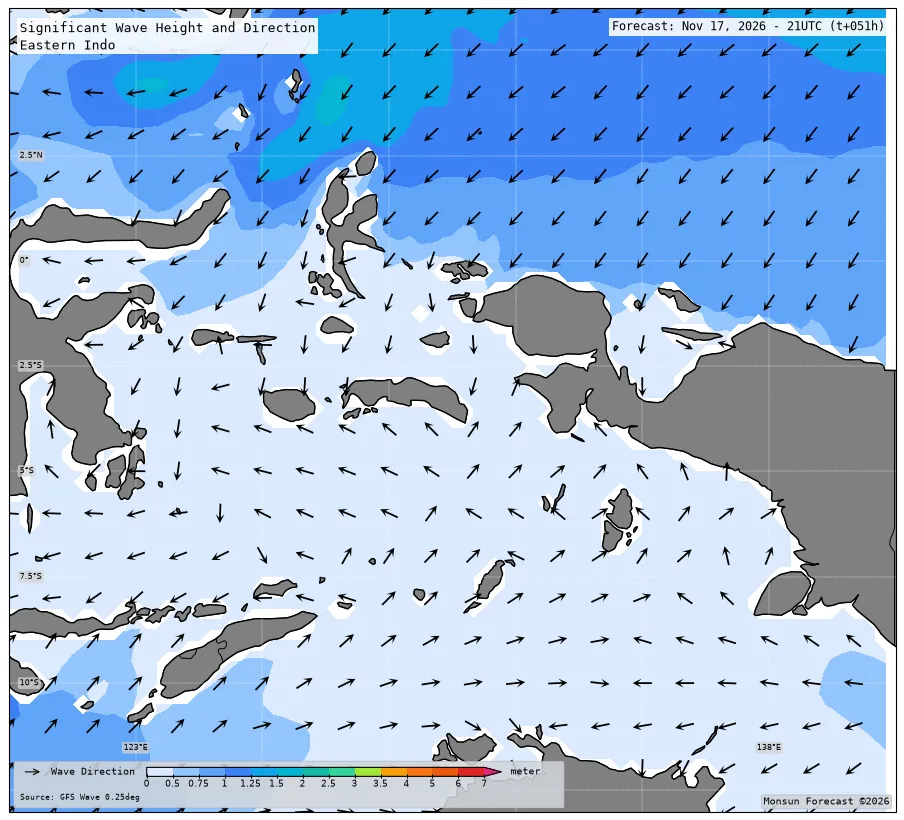 Significant Wave Height and Direction
Eastern Indo
Forecast: Nov 17, 2026 - 21UTC (t+051h)
2.5°N
0°
2.5°S
5°S
7.5°S
10°S
123°E
138°E
Wave Direction
meter
0 0.5 0.75 1 1.25 1.5 2 2.5 3 3.5 4 5 6 7
Source: GFS Wave 0.25deg
Monsun Forecast ©2026